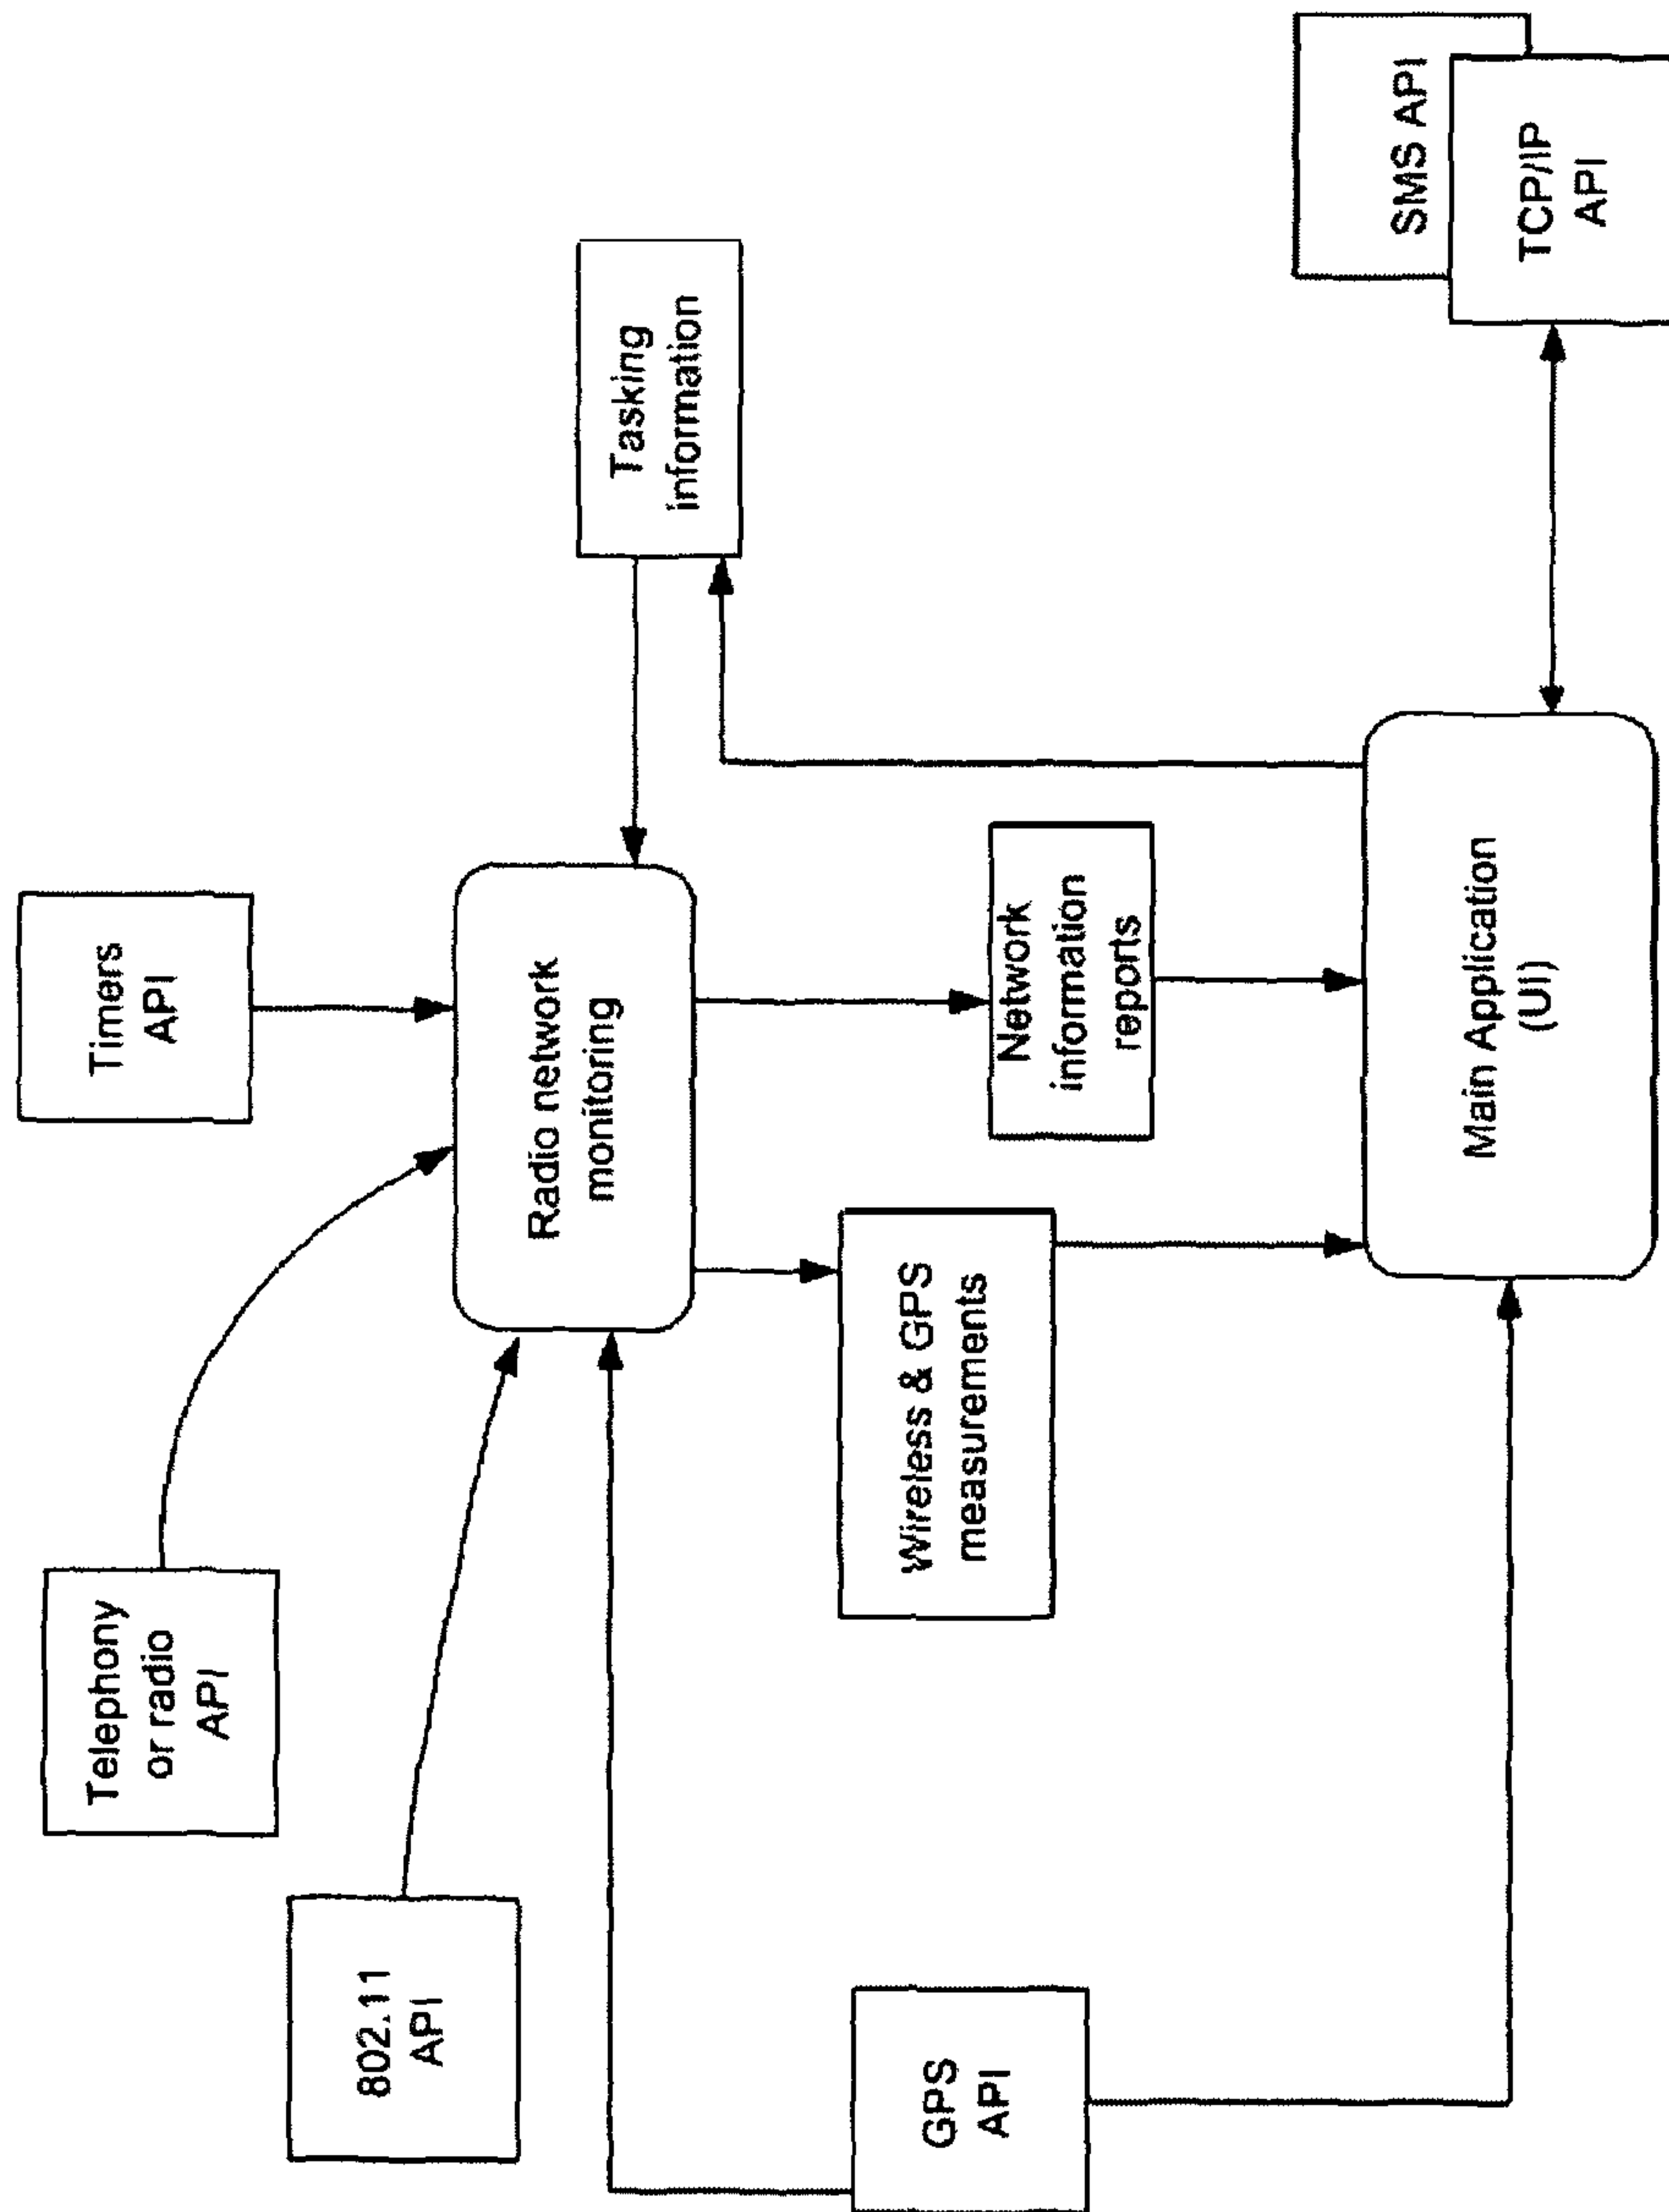 Timers
API
Telephony
or radio
API
802.11
API
Radio network
monitoring
Tasking
information
GPS
API
Wireless & GPS
measurements
Network
information
reports
Main Application
(UI)
SMS API
TCP/IP
API